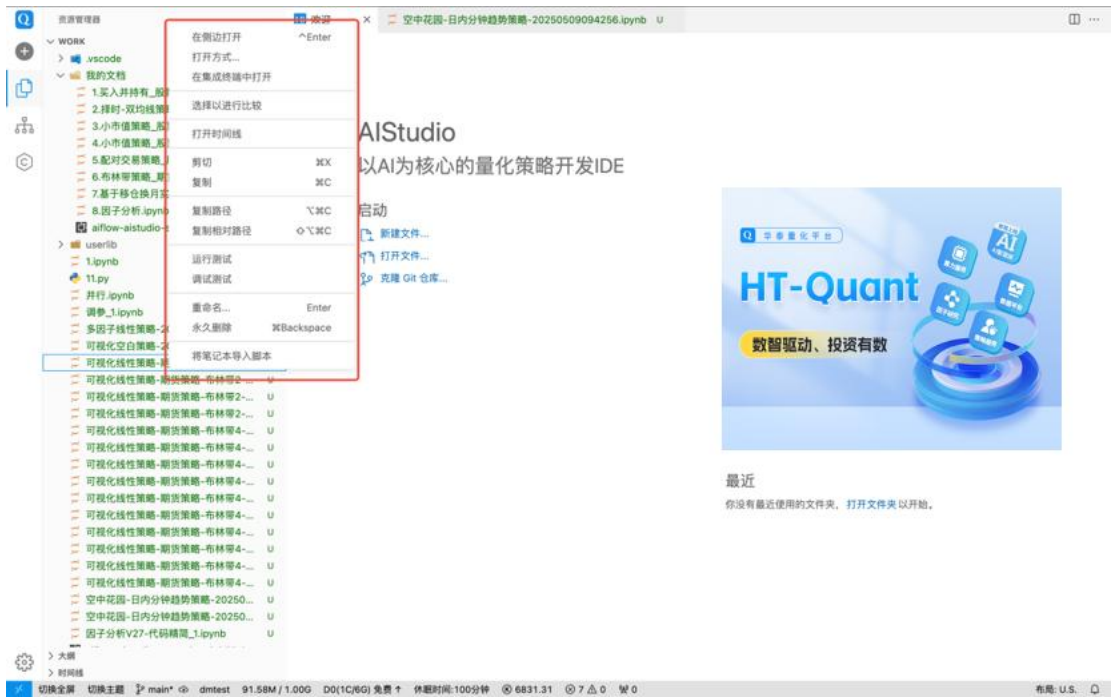 资源管理器
欢迎
空中花园-日内分钟趋势策略-20250509094256.ipynb U
WORK
.vscode
我的文档
1.买入并持有_股
2.择时-双均线策
3.小市值策略_股
4.小市值策略_股
5.配对交易策略_
6.布林带策略_期
7.基于移仓换月实
8.因子分析.ipynb
aiflow-aistudio-s
userlib
1.ipynb
11.py
并行.ipynb
调参_1.ipynb
多因子线性策略-2
可视化空白策略-2
可视化线性策略-期
可视化线性策略-期货策略-布林带2-... U
可视化线性策略-期货策略-布林带2-... U
可视化线性策略-期货策略-布林带2-... U
可视化线性策略-期货策略-布林带4-... U
可视化线性策略-期货策略-布林带4-... U
可视化线性策略-期货策略-布林带4-... U
可视化线性策略-期货策略-布林带4-... U
可视化线性策略-期货策略-布林带4-... U
可视化线性策略-期货策略-布林带4-... U
可视化线性策略-期货策略-布林带4-... U
可视化线性策略-期货策略-布林带4-... U
可视化线性策略-期货策略-布林带4-... U
可视化线性策略-期货策略-布林带4-... U
空中花园-日内分钟趋势策略-20250... U
空中花园-日内分钟趋势策略-20250... U
因子分析V27-代码精简_1.ipynb U
大纲
时间线
在侧边打开 ^Enter
打开方式...
在集成终端中打开
选择以进行比较
打开时间线
剪切 ⌘X
复制 ⌘C
复制路径 ⌥⌘C
复制相对路径 ⇧⌥⌘C
运行测试
调试测试
重命名... Enter
永久删除 ⌘Backspace
将笔记本导入脚本
AIStudio
以AI为核心的量化策略开发IDE
启动
新建文件...
打开文件...
克隆 Git 仓库...
Q 华泰量化平台
HT-Quant
数智驱动、投资有数
AI
最近
你没有最近使用的文件夹，打开文件夹以开始。
切换全屏 切换主题 main* dmtest 91.58M / 1.00G D0(1C/6G) 免费 休眠时间:100分钟 6831.31 7 0 0 布局: U.S.